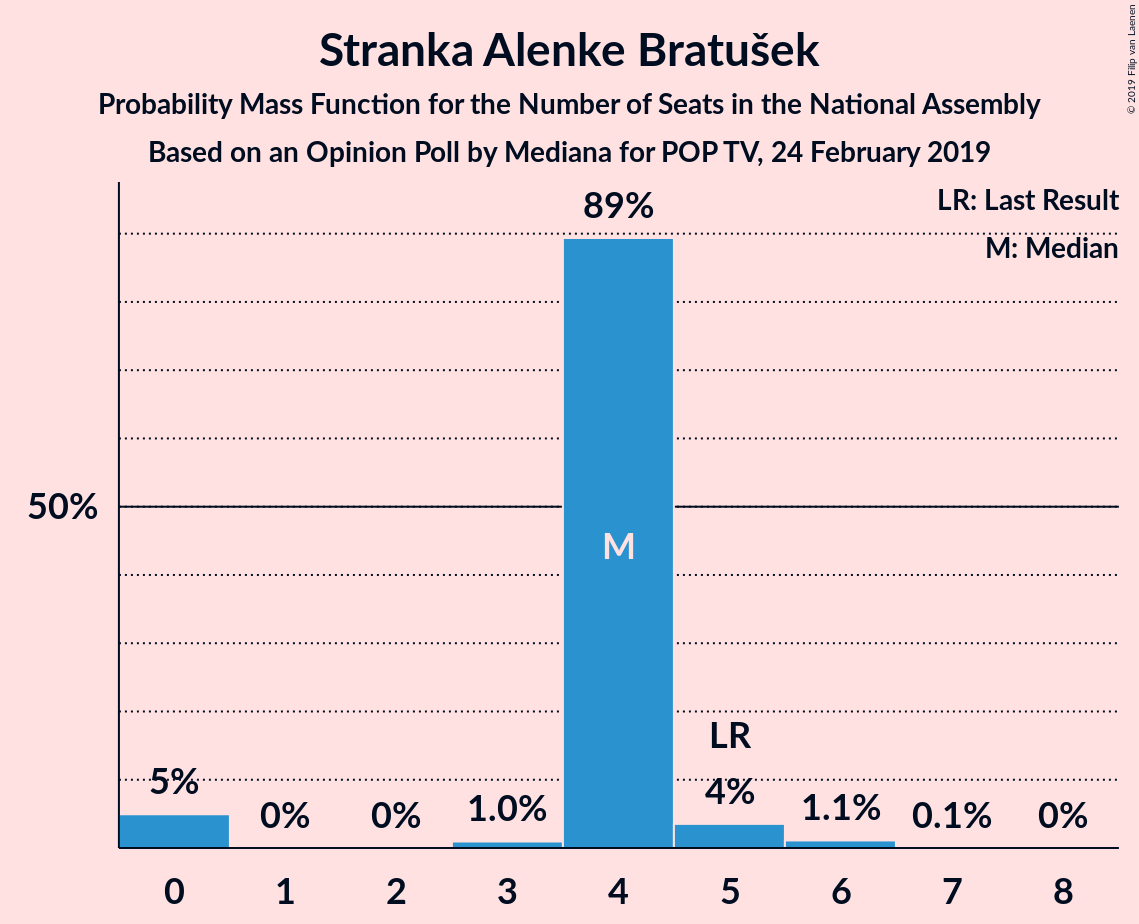 Stranka Alenke Bratušek
Probability Mass Function for the Number of Seats in the National Assembly
Based on an Opinion Poll by Mediana for POP TV, 24 February 2019
© 2019 Filip van Laenen
LR: Last Result
M: Median
89%
50%
M
LR
5%
0%
0%
1.0%
4%
1.1%
0.1%
0%
0 1 2 3 4 5 6 7 8